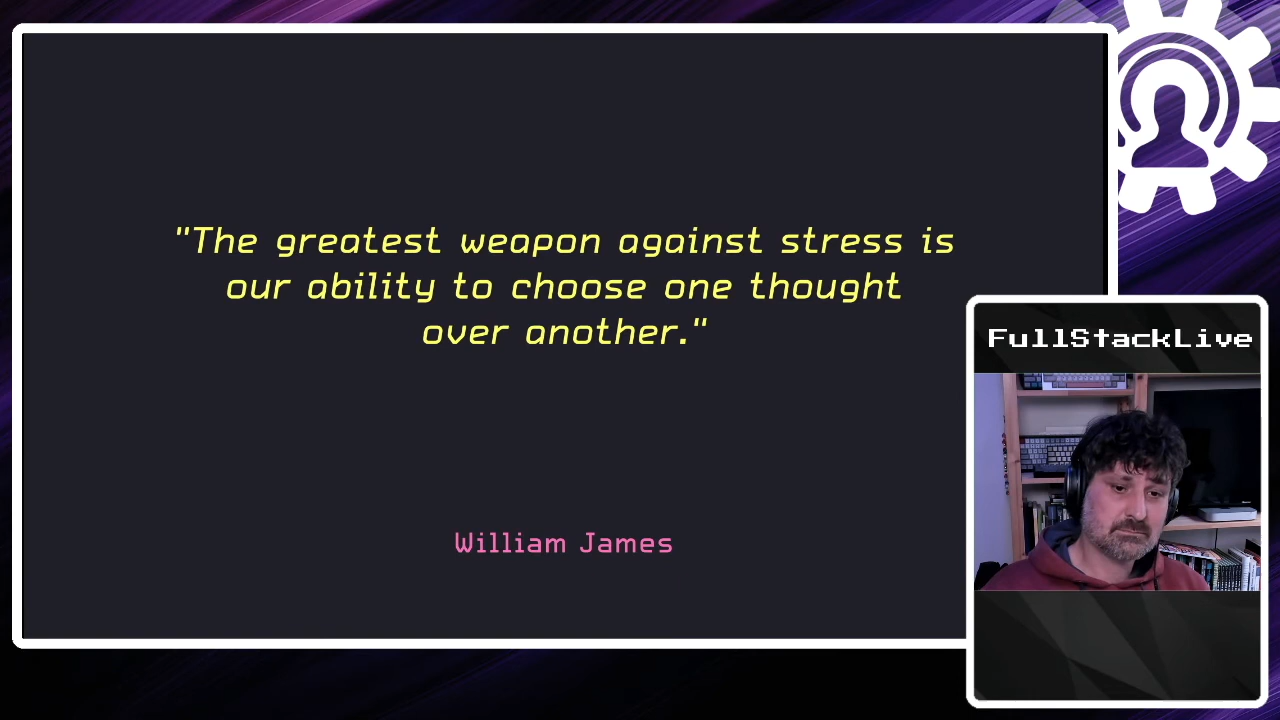 "The greatest weapon against stress is
our ability to choose one thought
over another."
William James
FullStackLive